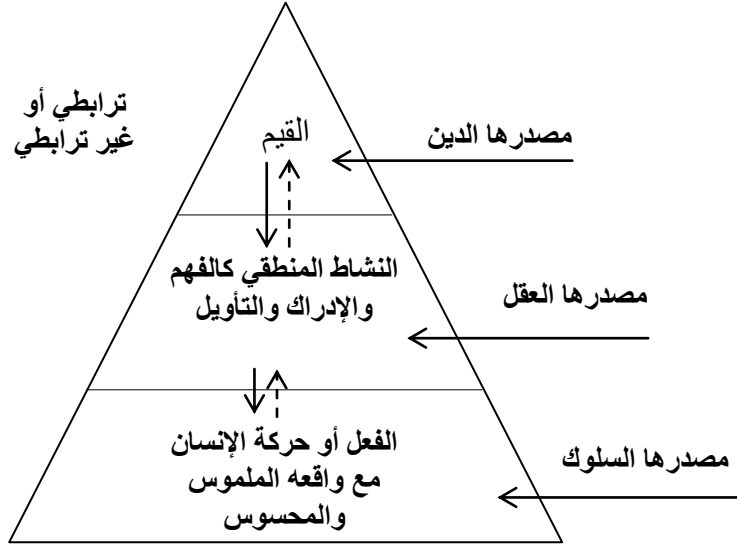 ترابطي أو
غير ترابطي
القيم
مصدرها الدين
النشاط المنطقي كالفهم
والإدراك والتأويل
مصدرها العقل
الفعل أو حركة الإنسان
مع واقعه الملموس
والمحسوس
مصدرها السلوك